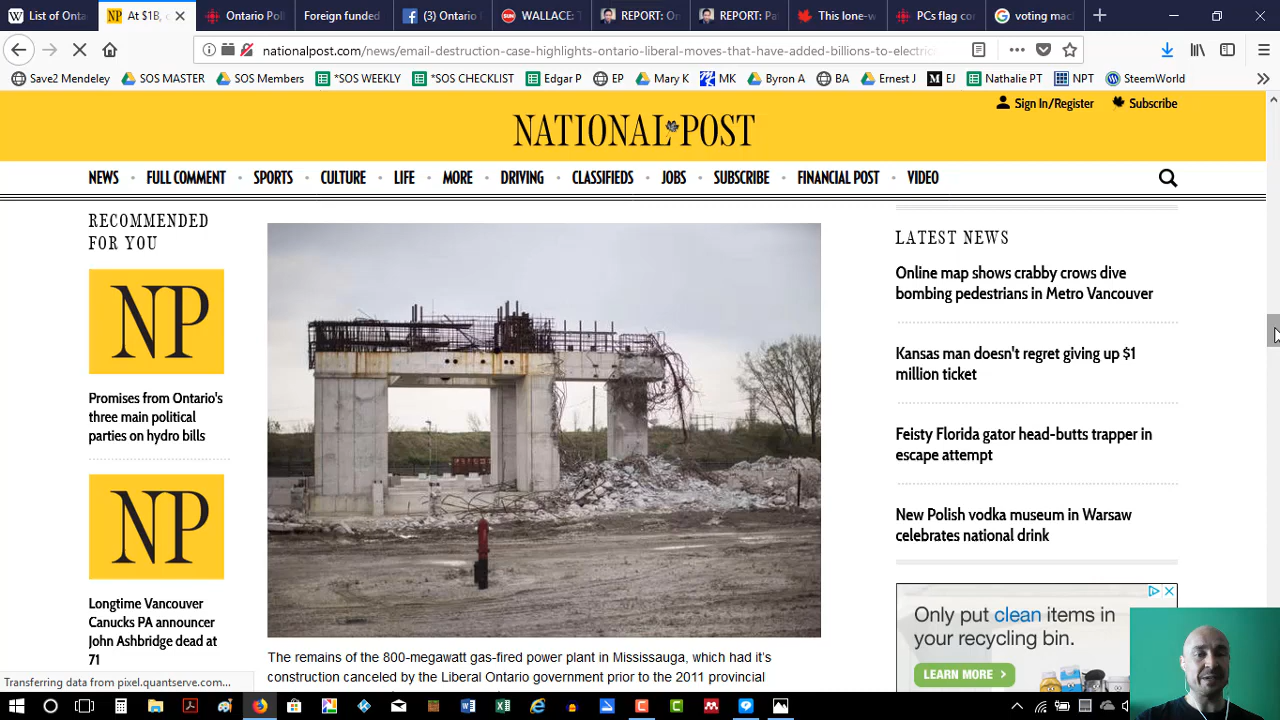 List of Onta
At $1B, c
Ontario Poll
Foreign funded
(3) Ontario
WALLACE: T
REPORT: On
REPORT: Pa
This lone-w
PCs flag co
voting mac
nationalpost.com/news/email-destruction-case-highlights-ontario-liberal-moves-that-have-added-billions-to-electric
Save2Mendeley
SOS MASTER
SOS Members
*SOS WEEKLY
*SOS CHECKLIST
Edgar P
EP
Mary K
MK
Byron A
BA
Ernest J
EJ
Nathalie PT
NPT
SteemWorld
Sign In/Register
Subscribe
NATIONAL POST
NEWS • FULL COMMENT • SPORTS • CULTURE • LIFE • MORE • DRIVING • CLASSIFIEDS • JOBS • SUBSCRIBE • FINANCIAL POST • VIDEO
RECOMMENDED
FOR YOU
NP
Promises from Ontario's
three main political
parties on hydro bills
NP
Longtime Vancouver
Canucks PA announcer
John Ashbridge dead at
71
The remains of the 800-megawatt gas-fired power plant in Mississauga, which had it's
construction canceled by the Liberal Ontario government prior to the 2011 provincial
LATEST NEWS
Online map shows crabby crows dive
bombing pedestrians in Metro Vancouver
Kansas man doesn't regret giving up $1
million ticket
Feisty Florida gator head-butts trapper in
escape attempt
New Polish vodka museum in Warsaw
celebrates national drink
Only put clean items in
your recycling bin.
LEARN MORE >
Transferring data from pixel.quantserve.com...